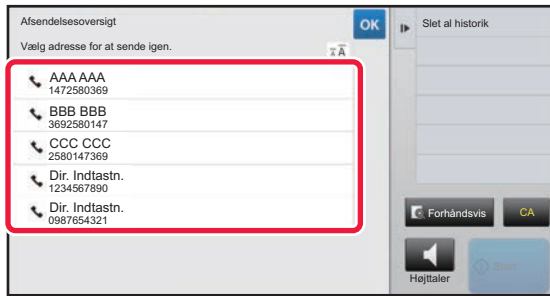 Afsendelsesoversigt
OK
Slet al historik
Vælg adresse for at sende igen.
AAA AAA
1472580369
BBB BBB
3692580147
CCC CCC
2580147369
Dir. Indtastn.
1234567890
Dir. Indtastn.
0987654321
Forhåndsvis
CA
Højttaler
Start